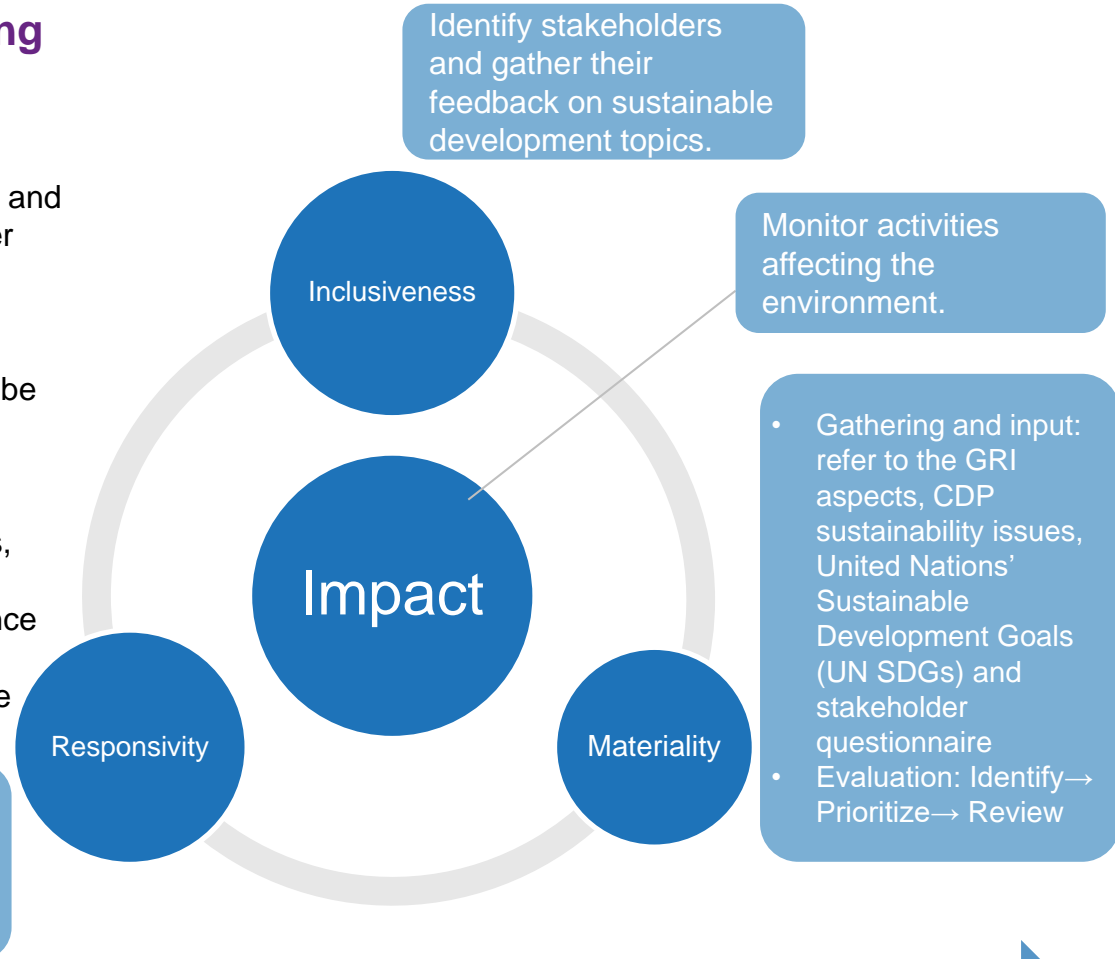 ng
and
er
be
s,
nce
e
Identify stakeholders
and gather their
feedback on sustainable
development topics.
Inclusiveness
Monitor activities
affecting the
environment.
Impact
• Gathering and input:
refer to the GRI
aspects, CDP
sustainability issues,
United Nations’
Sustainable
Development Goals
(UN SDGs) and
stakeholder
questionnaire
• Evaluation: Identify→
Prioritize→ Review
Responsivity
Materiality